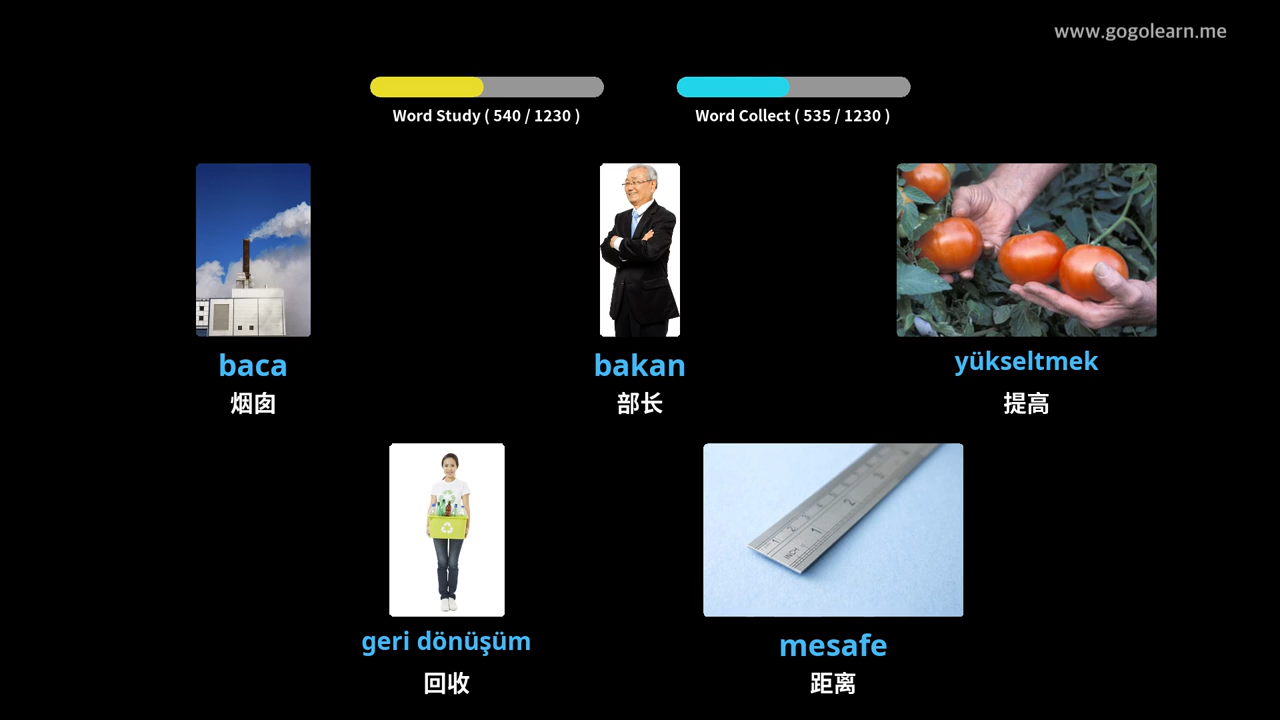 www.gogolearn.me
Word Study ( 540 / 1230 )
Word Collect ( 535 / 1230 )
baca
烟囱
bakan
部长
yükseltmek
提高
geri dönüşüm
回收
mesafe
距离